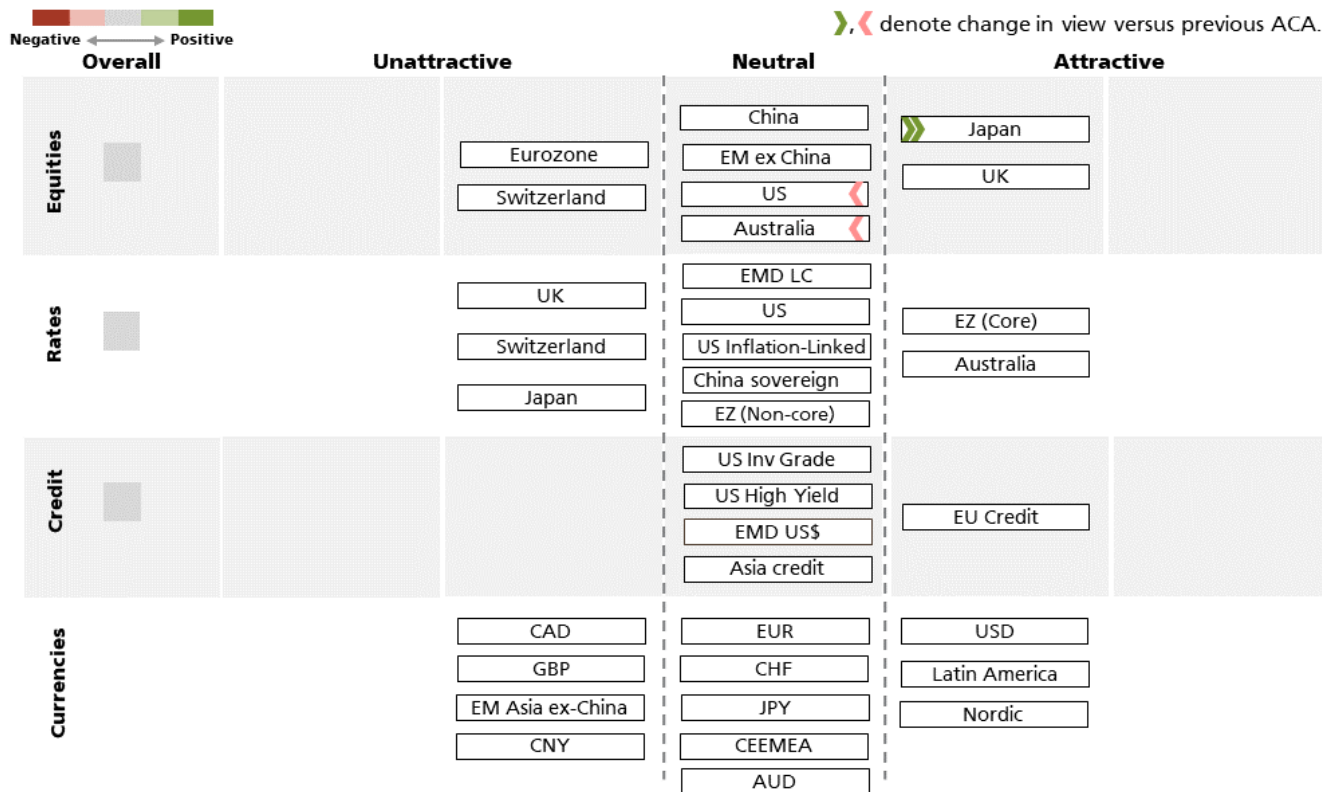 Negative Positive
, denote change in view versus previous ACA.
Overall Unattractive Neutral Attractive
Equities
Eurozone
Switzerland
China
EM ex China
US
Australia
Japan
UK
Rates
UK
Switzerland
Japan
EMD LC
US
US Inflation-Linked
China sovereign
EZ (Non-core)
EZ (Core)
Australia
Credit
US Inv Grade
US High Yield
EMD US$
Asia credit
EU Credit
Currencies
CAD
GBP
EM Asia ex-China
CNY
EUR
CHF
JPY
CEEMEA
AUD
USD
Latin America
Nordic